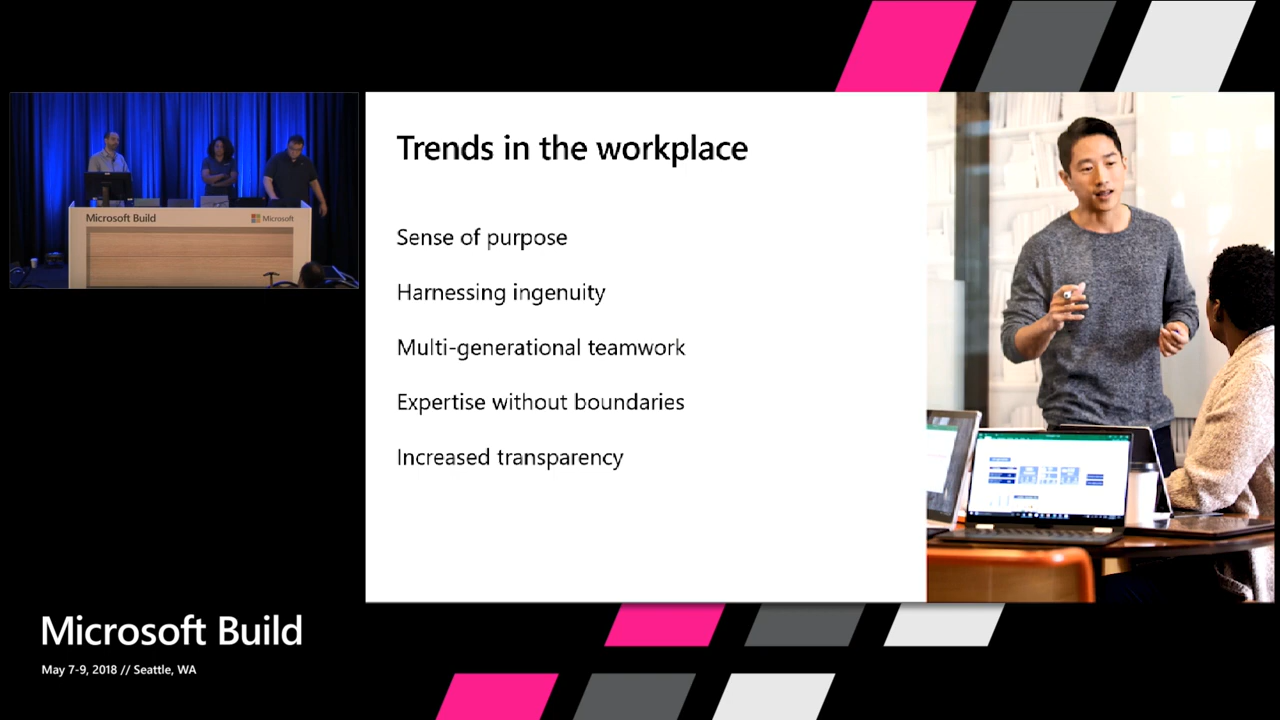 Microsoft Build
Microsoft
Trends in the workplace
Sense of purpose
Harnessing ingenuity
Multi-generational teamwork
Expertise without boundaries
Increased transparency
Microsoft Build
May 7-9, 2018 // Seattle, WA